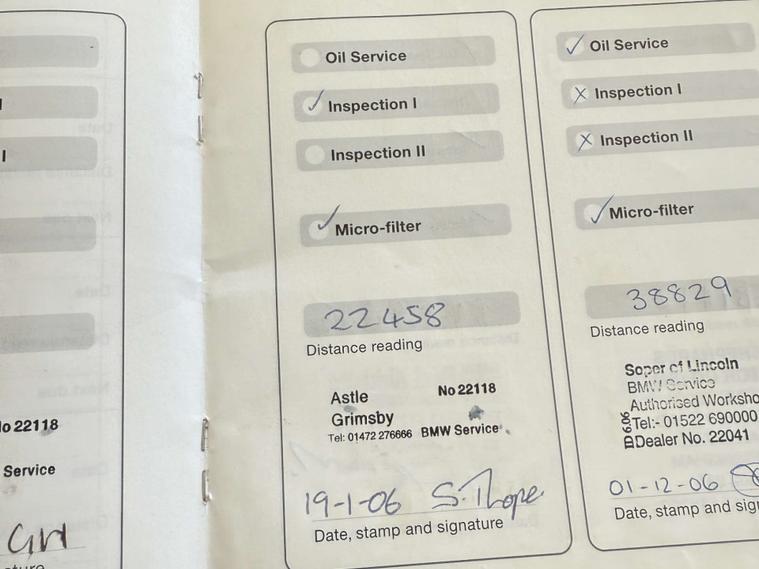 I
I
No 22118
Service
Oil Service
Inspection I
Inspection II
Micro-filter
22458
Distance reading
Astle No 22118
Grimsby
Tel: 01472 276666 BMW Service
19-1-06 S. Thope
Date, stamp and signature
Oil Service
Inspection I
Inspection II
Micro-filter
38829
Distance reading
Soper of Lincoln
BMW Service
Authorised Worksho
Tel:- 01522 690000
Dealer No. 22041
01-12-06
Date, stamp and sig